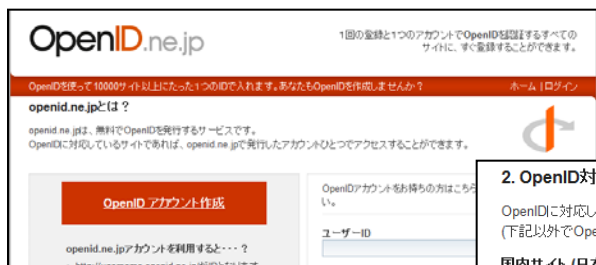 OpenID.ne.jp
1回の登録と1つのアカウントでOpenIDを認証するすべての
サイトに、すぐ登録することができます。
OpenIDを使って10000サイト以上にたった1つのIDで入れます。あなたもOpenIDを作成しませんか？
ホーム | ログイン
openid.ne.jpとは？
openid.ne.jpは、無料でOpenIDを発行するサービスです。
OpenIDに対応しているサイトであれば、openid.ne.jpで発行したアカウントひとつでアクセスすることができます。
OpenID アカウント作成
openid.ne.jpアカウントを利用すると・・・？
OpenIDアカウントをお持ちの方はこちら
い。
ユーザーID
2. OpenID対
OpenIDに対応し
(下記以外でOpe
国内サイト